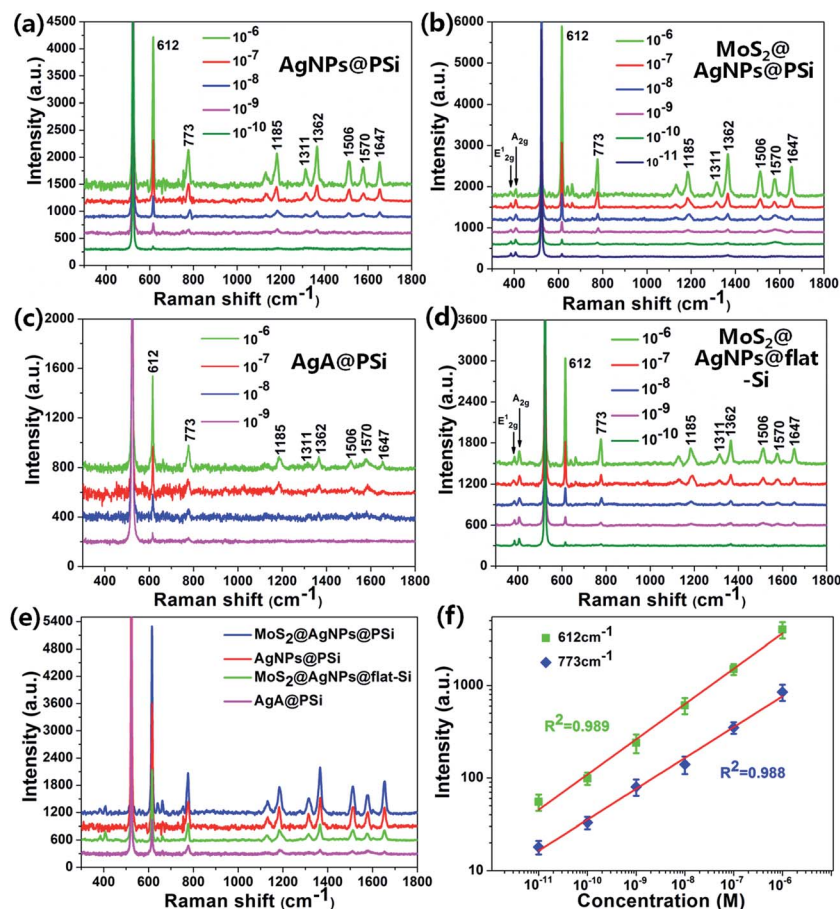 (a)
AgNPs@PSi
10⁻⁶
10⁻⁷
10⁻⁸
10⁻⁹
10⁻¹⁰
612
773
1185
1311
1362
1506
1570
1647
Intensity (a.u.)
4500
4000
3500
3000
2500
2000
1500
1000
500
0
400 600 800 1000 1200 1400 1600 1800
Raman shift (cm⁻¹)
(b)
MoS₂@
AgNPs@PSi
10⁻⁶
10⁻⁷
10⁻⁸
10⁻⁹
10⁻¹⁰
10⁻¹¹
E¹₂g
A₂g
612
773
1185
1311
1362
1506
1570
1647
Intensity (a.u.)
6000
5000
4000
3000
2000
1000
0
400 600 800 1000 1200 1400 1600 1800
Raman shift (cm⁻¹)
(c)
AgA@PSi
10⁻⁶
10⁻⁷
10⁻⁸
10⁻⁹
612
773
1185
1311
1362
1506
1570
1647
Intensity (a.u.)
2000
1600
1200
800
400
0
400 600 800 1000 1200 1400 1600 1800
Raman shift (cm⁻¹)
(d)
MoS₂@
AgNPs@flat
-Si
10⁻⁶
10⁻⁷
10⁻⁸
10⁻⁹
10⁻¹⁰
E¹₂g
A₂g
612
773
1185
1311
1362
1506
1570
1647
Intensity (a.u.)
3600
3000
2400
1800
1200
600
0
400 600 800 1000 1200 1400 1600 1800
Raman shift (cm⁻¹)
(e)
MoS₂@AgNPs@PSi
AgNPs@PSi
MoS₂@AgNPs@flat-Si
AgA@PSi
Intensity (a.u.)
5400
4800
4200
3600
3000
2400
1800
1200
600
0
400 600 800 1000 1200 1400 1600 1800
Raman shift (cm⁻¹)
(f)
612cm⁻¹
773cm⁻¹
R²=0.989
R²=0.988
Intensity (a.u.)
1000
100
10
10⁻¹¹ 10⁻¹⁰ 10⁻⁹ 10⁻⁸ 10⁻⁷ 10⁻⁶ 10⁻⁵
Concentration (M)